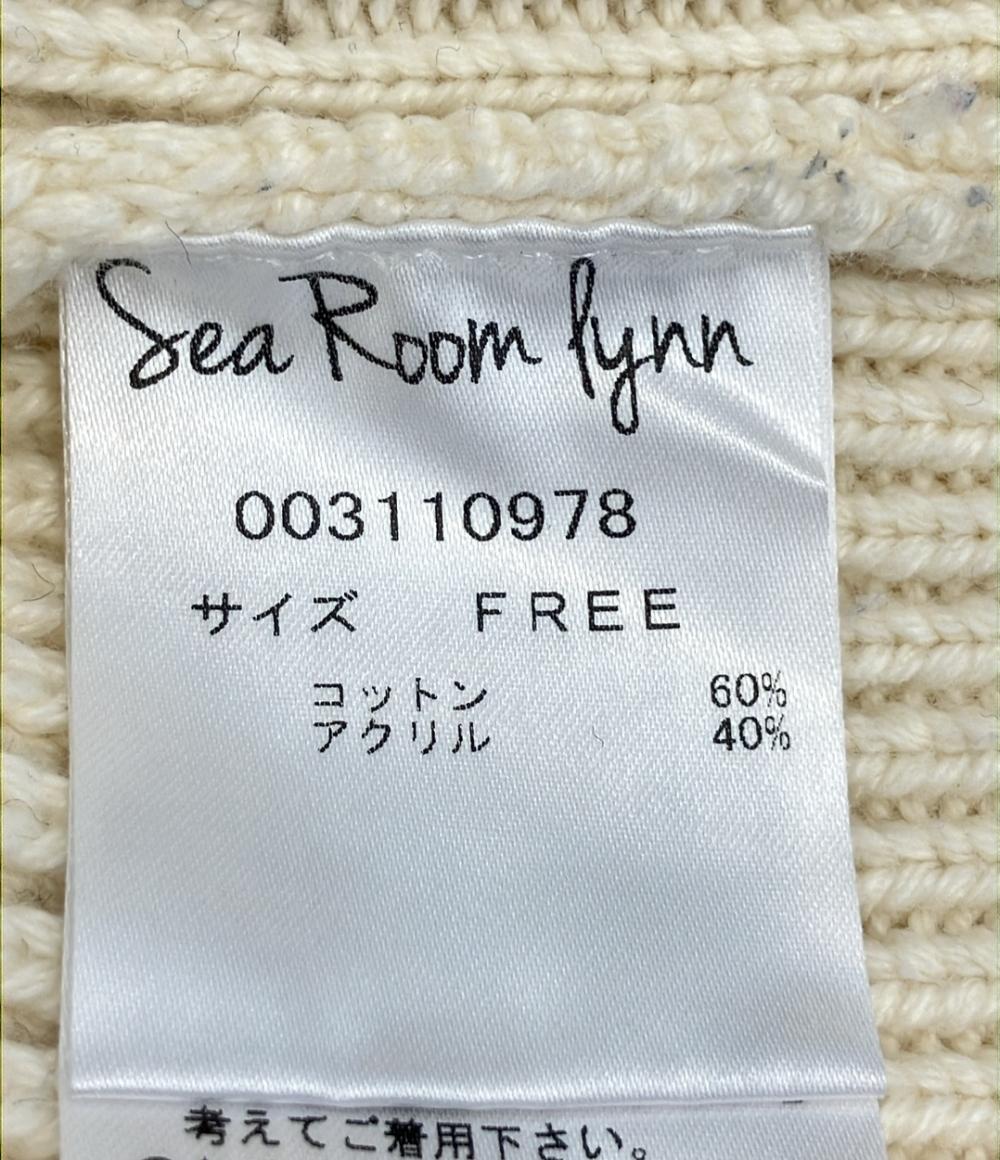 Sea Room lynn
003110978
サイズ FREE
コットン 60%
アクリル 40%
考えてご着用下さい。